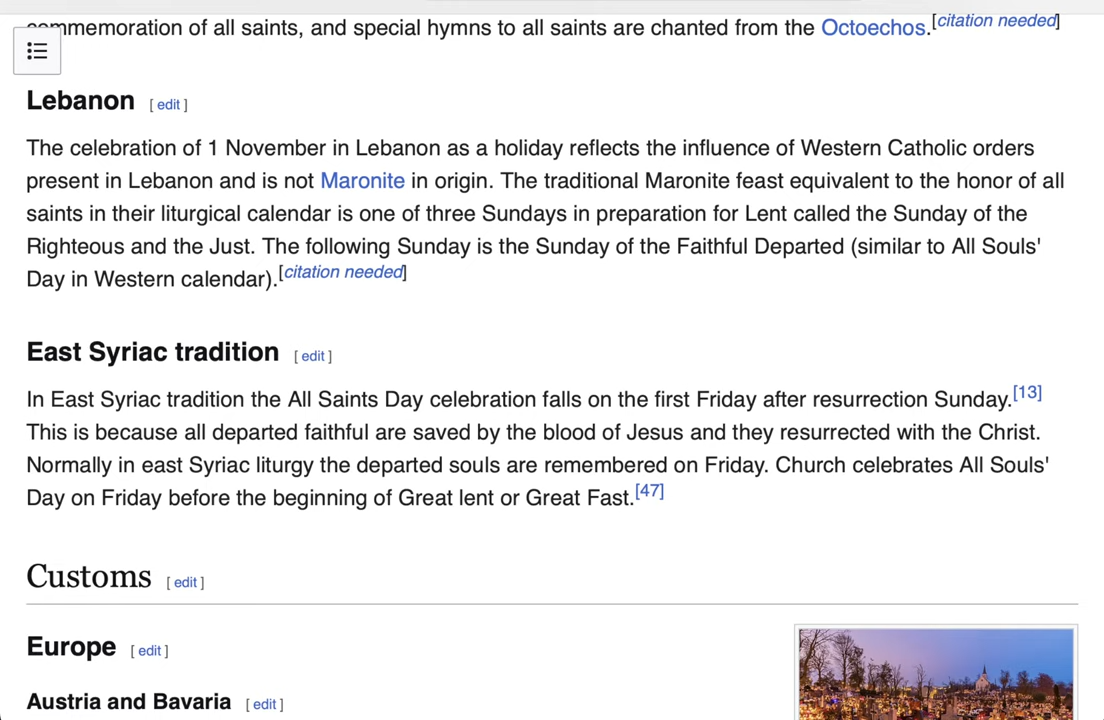 commemoration of all saints, and special hymns to all saints are chanted from the Octoechos.[citation needed]
Lebanon [ edit ]
The celebration of 1 November in Lebanon as a holiday reflects the influence of Western Catholic orders
present in Lebanon and is not Maronite in origin. The traditional Maronite feast equivalent to the honor of all
saints in their liturgical calendar is one of three Sundays in preparation for Lent called the Sunday of the
Righteous and the Just. The following Sunday is the Sunday of the Faithful Departed (similar to All Souls'
Day in Western calendar).[citation needed]
East Syriac tradition [ edit ]
In East Syriac tradition the All Saints Day celebration falls on the first Friday after resurrection Sunday.[13]
This is because all departed faithful are saved by the blood of Jesus and they resurrected with the Christ.
Normally in east Syriac liturgy the departed souls are remembered on Friday. Church celebrates All Souls'
Day on Friday before the beginning of Great lent or Great Fast.[47]
Customs [ edit ]
Europe [ edit ]
Austria and Bavaria [ edit ]